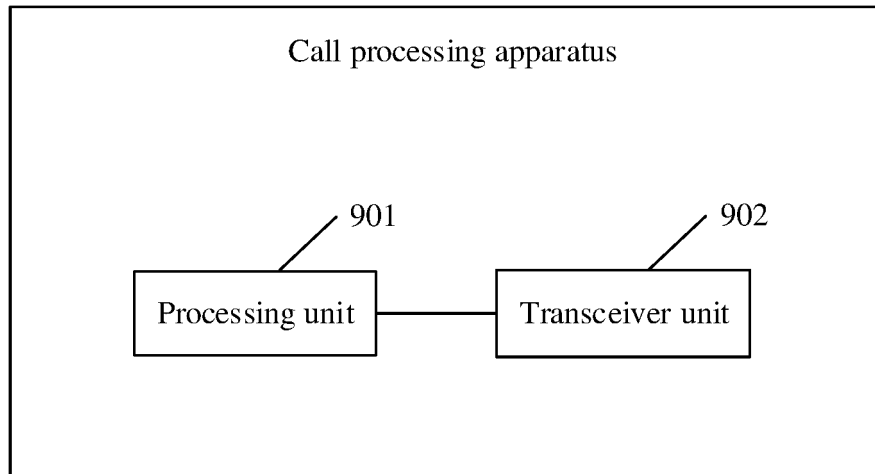 Call processing apparatus
901
902
Processing unit
Transceiver unit